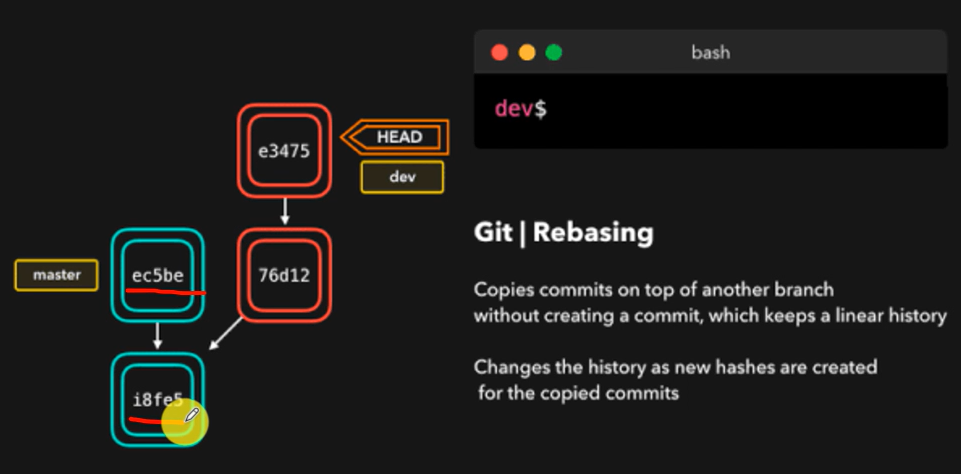 bash
dev$
e3475
HEAD
dev
Git | Rebasing
master
ec5be
76d12
Copies commits on top of another branch
without creating a commit, which keeps a linear history
Changes the history as new hashes are created
for the copied commits
i8fe5